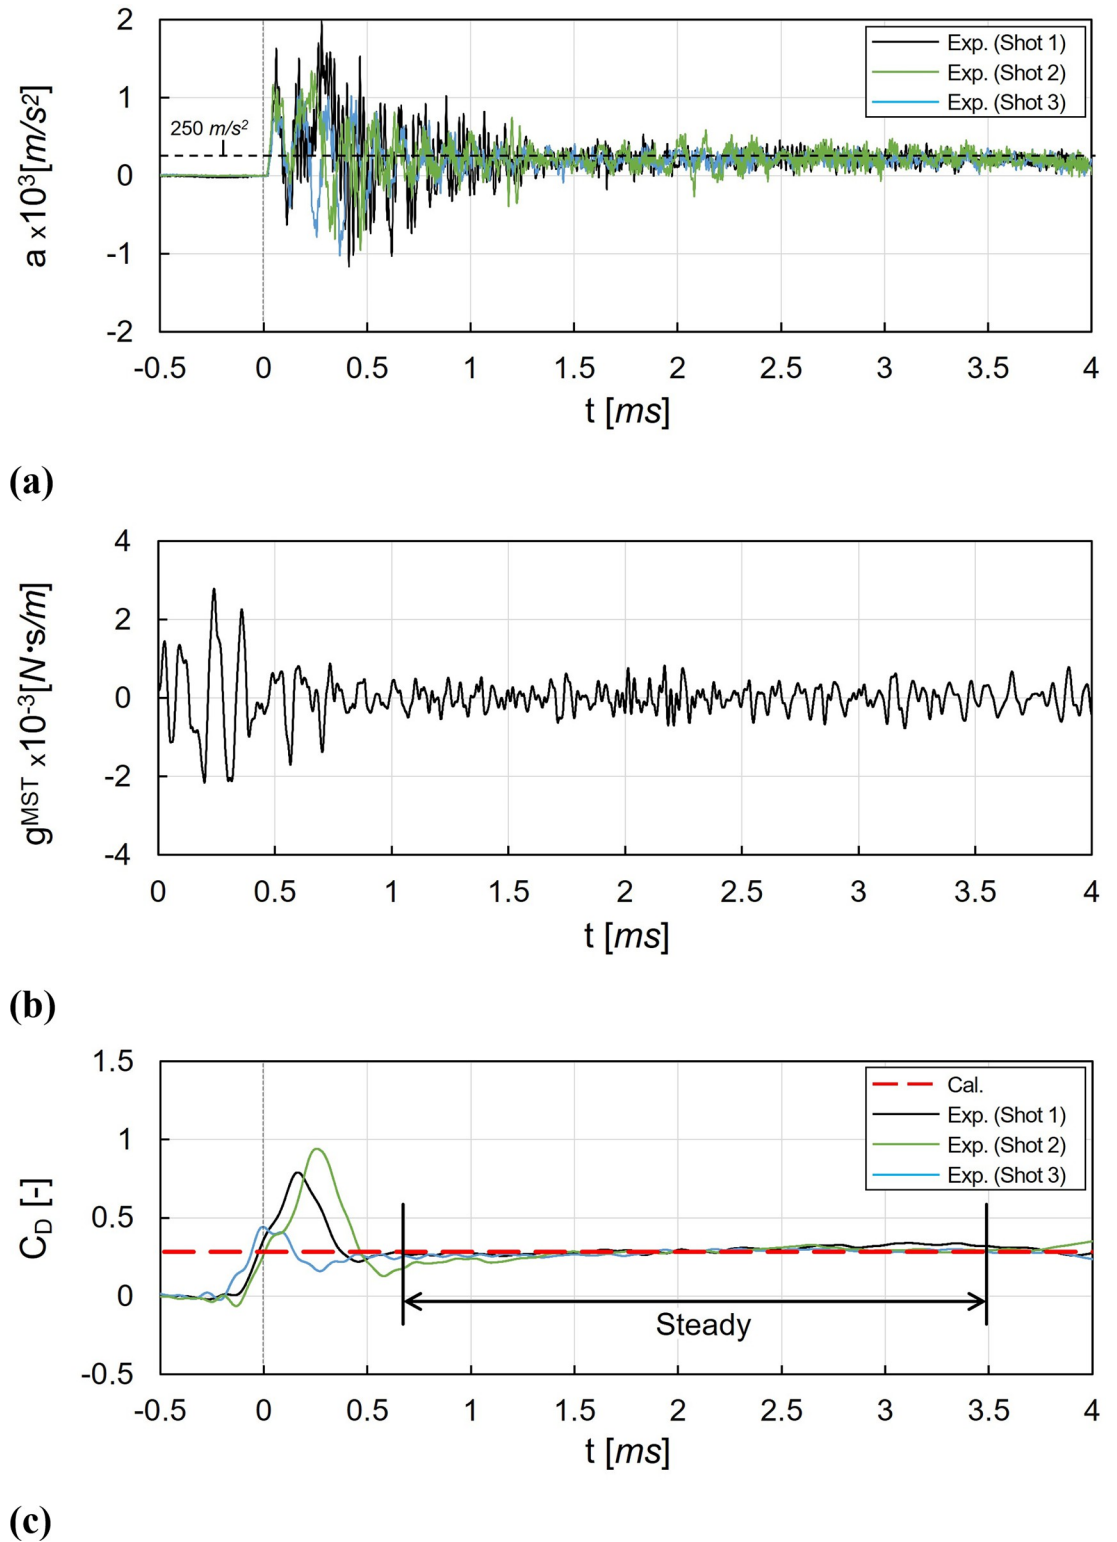 2
1
0
-1
-2
a x10³[m/s²]
250 m/s²
Exp. (Shot 1)
Exp. (Shot 2)
Exp. (Shot 3)
-0.5 0 0.5 1 1.5 2 2.5 3 3.5 4
t [ms]
(a)
4
2
0
-2
-4
gᴹˢᵀ x10⁻³[N•s/m]
0 0.5 1 1.5 2 2.5 3 3.5 4
t [ms]
(b)
1.5
1
0.5
0
-0.5
C_D [-]
Cal.
Exp. (Shot 1)
Exp. (Shot 2)
Exp. (Shot 3)
Steady
-0.5 0 0.5 1 1.5 2 2.5 3 3.5 4
t [ms]
(c)